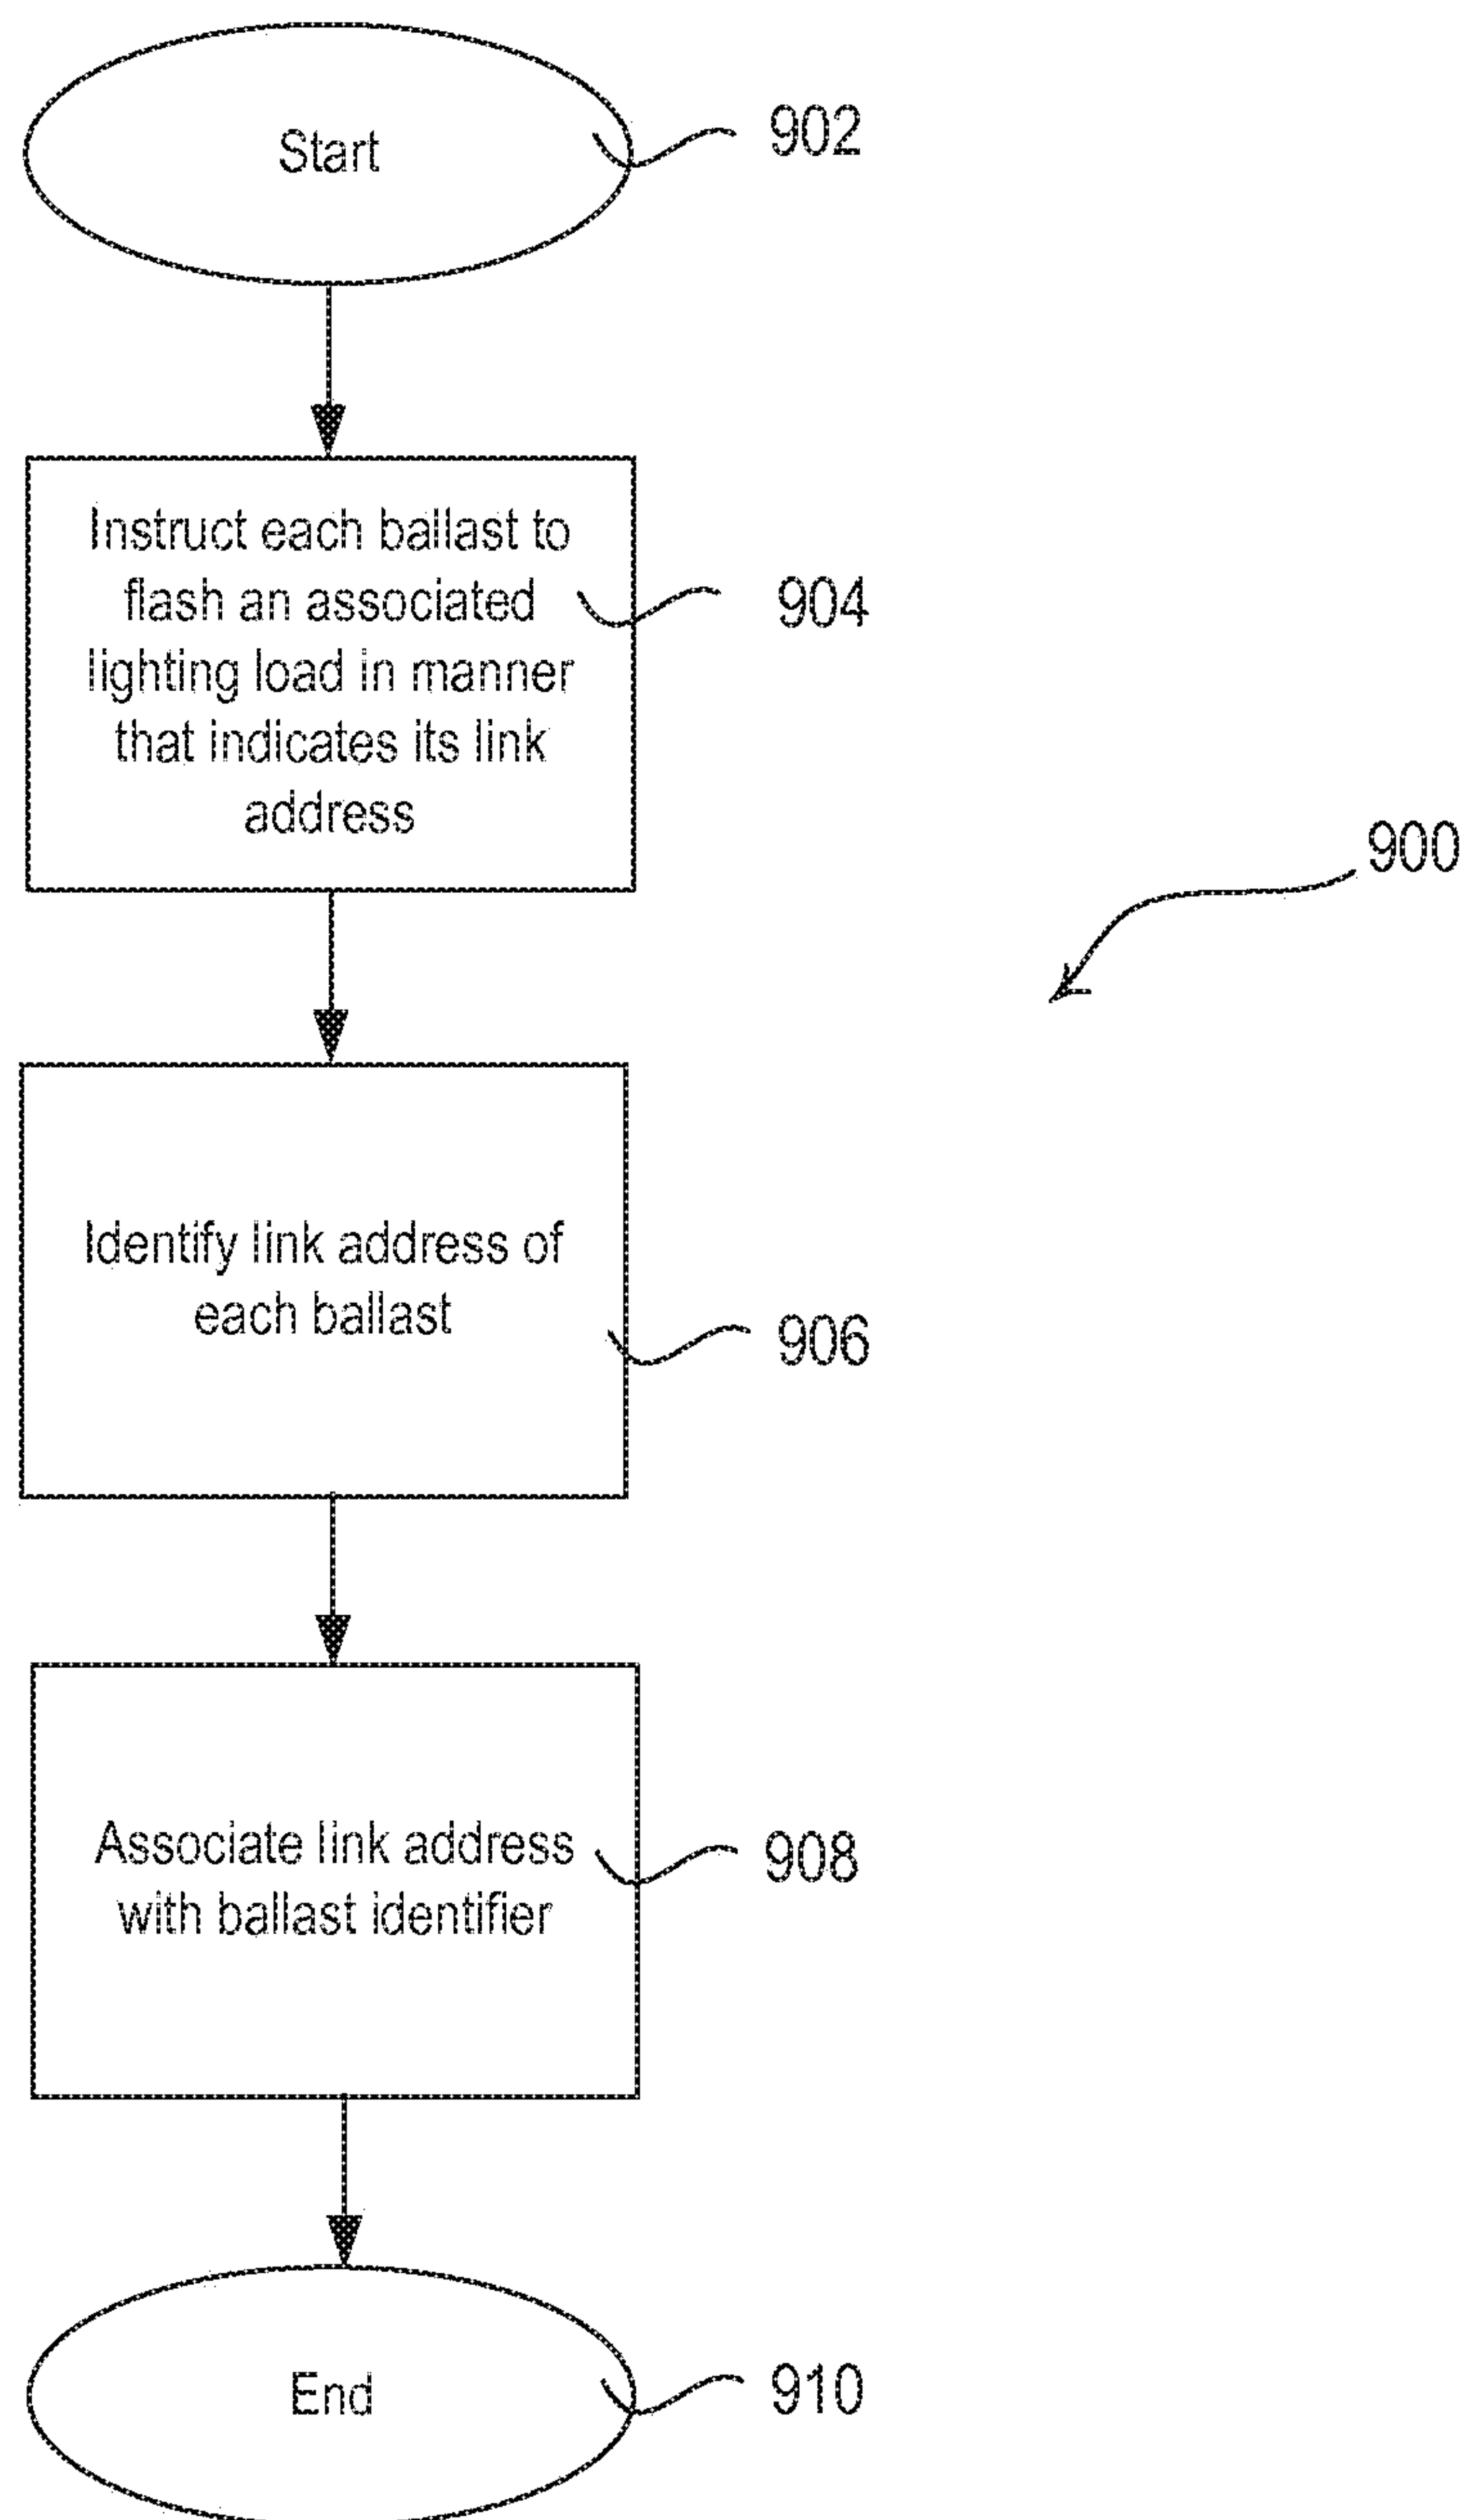 Start
902
Instruct each ballast to
flash an associated
lighting load in manner
that indicates its link
address
904
900
Identify link address of
each ballast
906
Associate link address
with ballast identifier
908
End
910